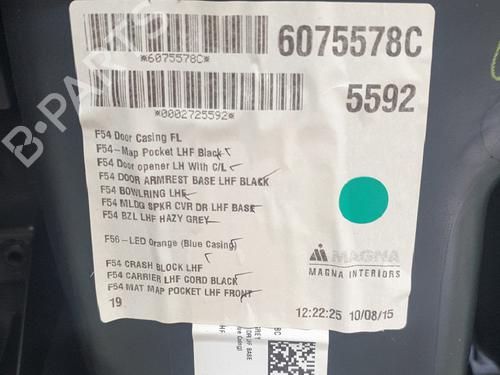 6075578C
*6075578C*
5592
*0002725592*
F54 Door Casing FL
F54-Map Pocket LHF Black
F54 Door opener LH With C/L
F54 DOOR ARMREST BASE LHF BLACK
F54 BOWLRING LHF
F54 MLDG SPKR CVR DR LHF BASE
F54 BZL LHF HAZY GREY
F56-LED Orange (Blue Casing)
F54 CRASH BLOCK LHF
F54 CARRIER LHF CORD BLACK
F54 MAT MAP POCKET LHF FRONT
MAGNA
MAGNA INTERIORS
19
12:22:25 10/08/15
B-PARTS